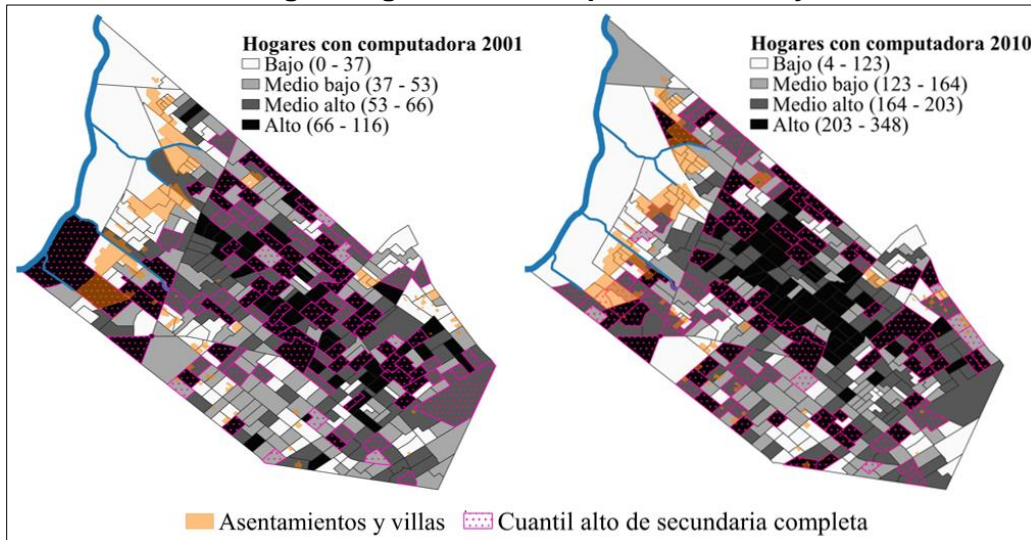 Hogares con computadora 2001
Bajo (0 - 37)
Medio bajo (37 - 53)
Medio alto (53 - 66)
Alto (66 - 116)
Hogares con computadora 2010
Bajo (4 - 123)
Medio bajo (123 - 164)
Medio alto (164 - 203)
Alto (203 - 348)
Asentamientos y villas
Cuantil alto de secundaria completa